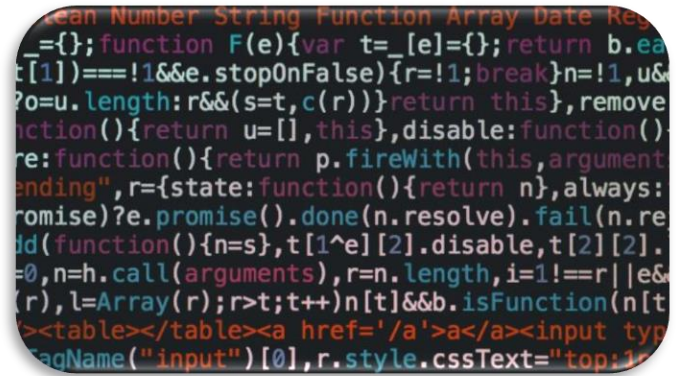 lean Number String Function Array Date Reg
_={};function F(e){var t=_[e]={};return b.ea
t[1])===!1&&e.stopOnFalse){r=!1;break}n=!1,u&
?o=u.length:r&&(s=t,c(r))}return this},remove
nction(){return u=[],this},disable:function()
re:function(){return p.fireWith(this,argument
ending",r={state:function(){return n},always:
romise)?e.promise().done(n.resolve).fail(n.re
dd(function(){n=s},t[1^e][2].disable,t[2][2].
=0,n=h.call(arguments),r=n.length,i=1!==r||e&
(r),l=Array(r);r>t;t++)n[t]&&b.isFunction(n[t
/><table></table><a href='/a'>a</a><input typ
TagName("input")[0],r.style.cssText="top:1p